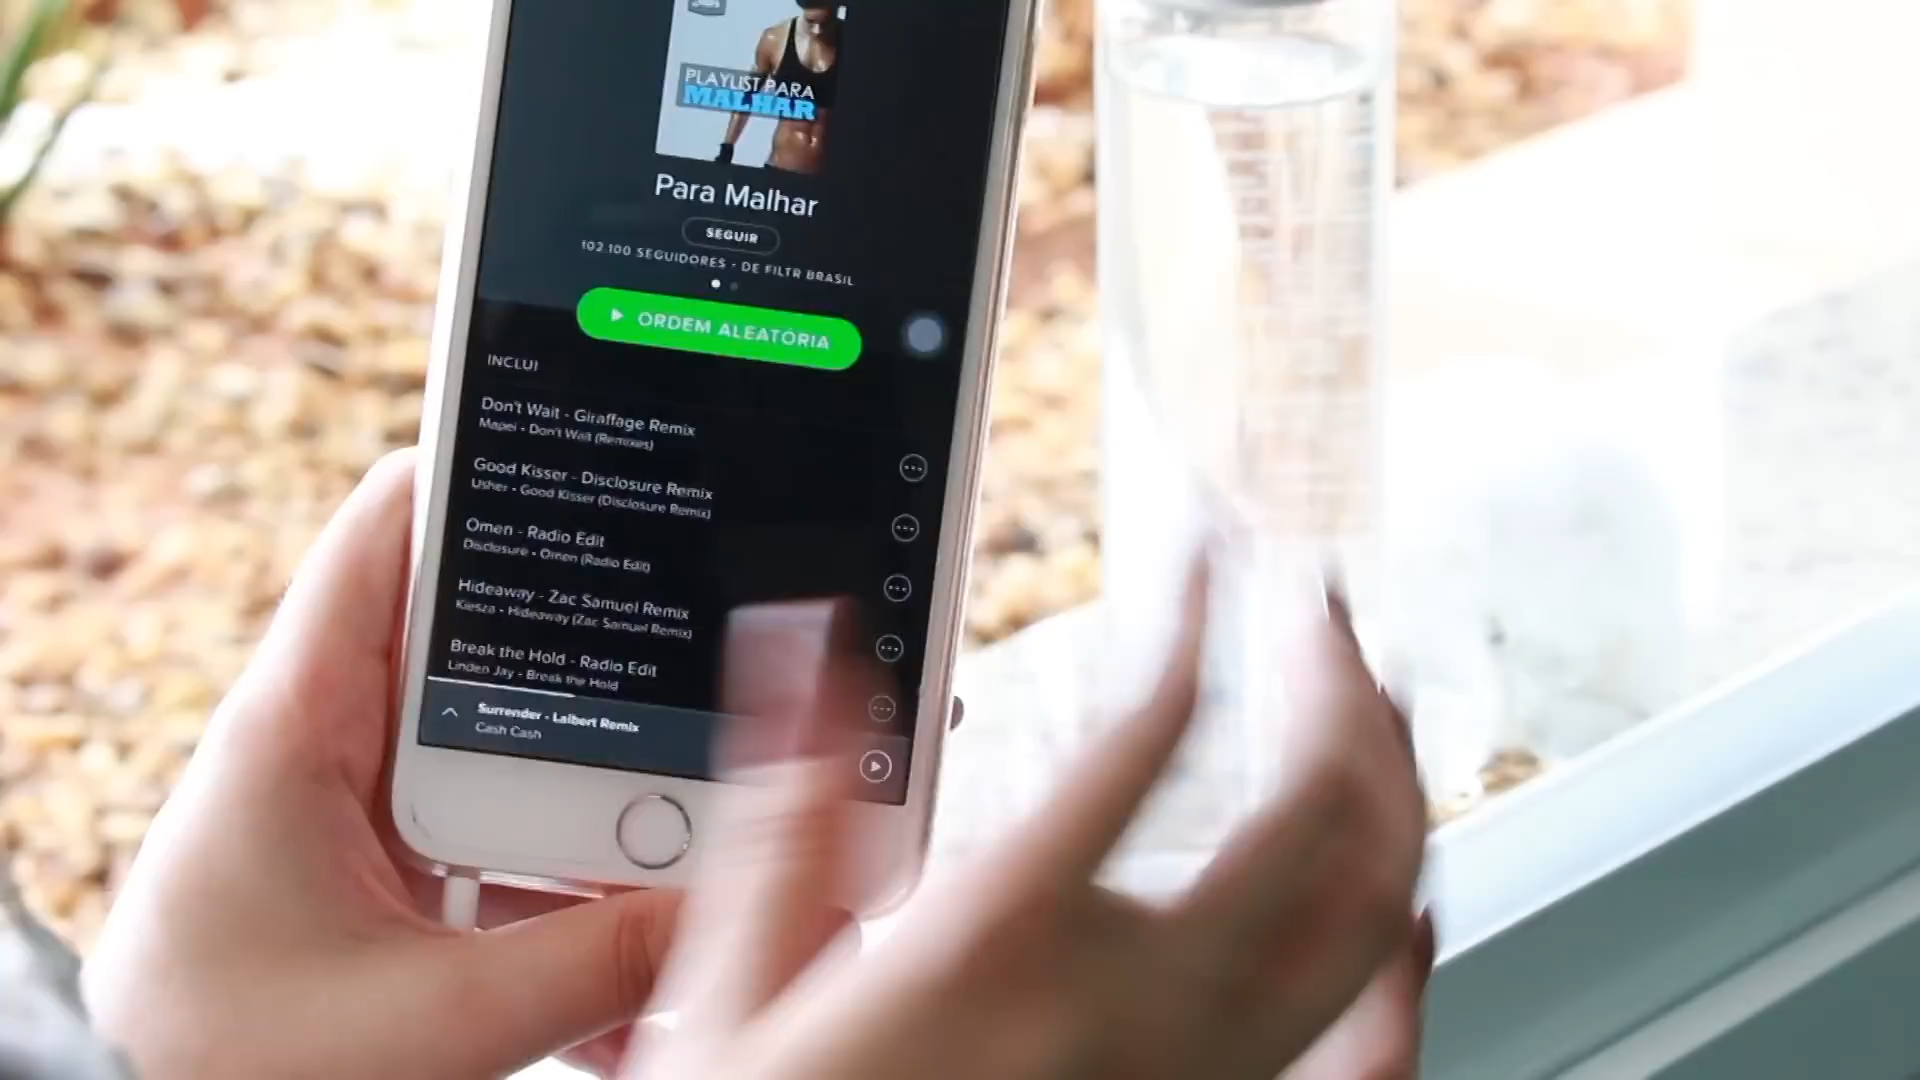 PLAYLIST PARA
MALHAR
Para Malhar
SEGUIR
102.100 SEGUIDORES • DE FILTR BRASIL
ORDEM ALEATÓRIA
INCLUI
Don't Wait - Giraffage Remix
Mapei • Don't Wait (Remixes)
Good Kisser - Disclosure Remix
Usher • Good Kisser (Disclosure Remix)
Omen - Radio Edit
Disclosure • Omen (Radio Edit)
Hideaway - Zac Samuel Remix
Kiesza • Hideaway (Zac Samuel Remix)
Break the Hold - Radio Edit
Linden Jay • Break the Hold
Surrender - Laibert Remix
Cash Cash